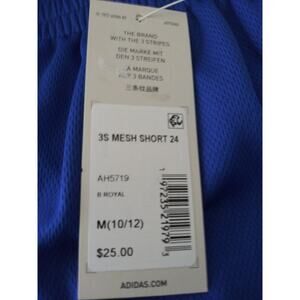 THE BRAND
WITH THE 3 STRIPES
DIE MARKE MIT
DEN 3 STREIFEN
LA MARQUE
AUX 3 BANDES
三条纹品牌
3S MESH SHORT 24
AH5719
B ROYAL
M(10/12)
$25.00
ADIDAS.COM